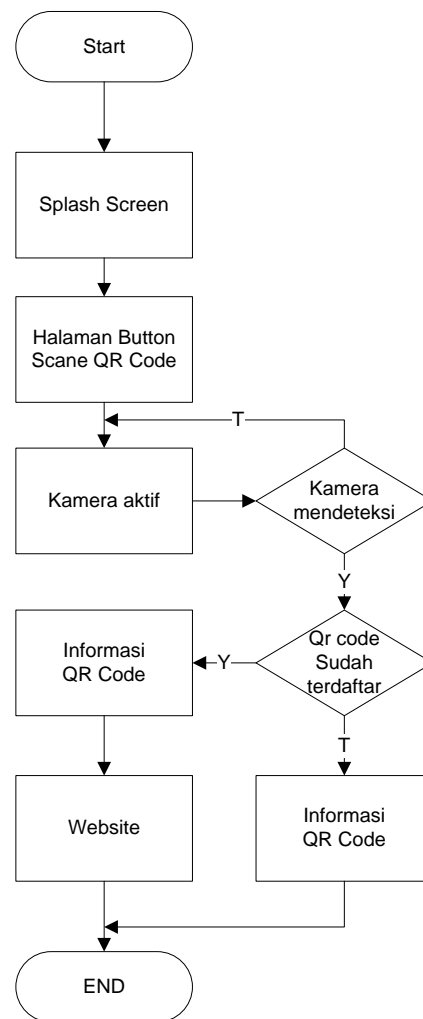 Start
Splash Screen
Halaman Button
Scane QR Code
T
Kamera aktif
Kamera
mendeteksi
Y
Informasi
QR Code
Y
Qr code
Sudah
terdaftar
T
Website
Informasi
QR Code
END